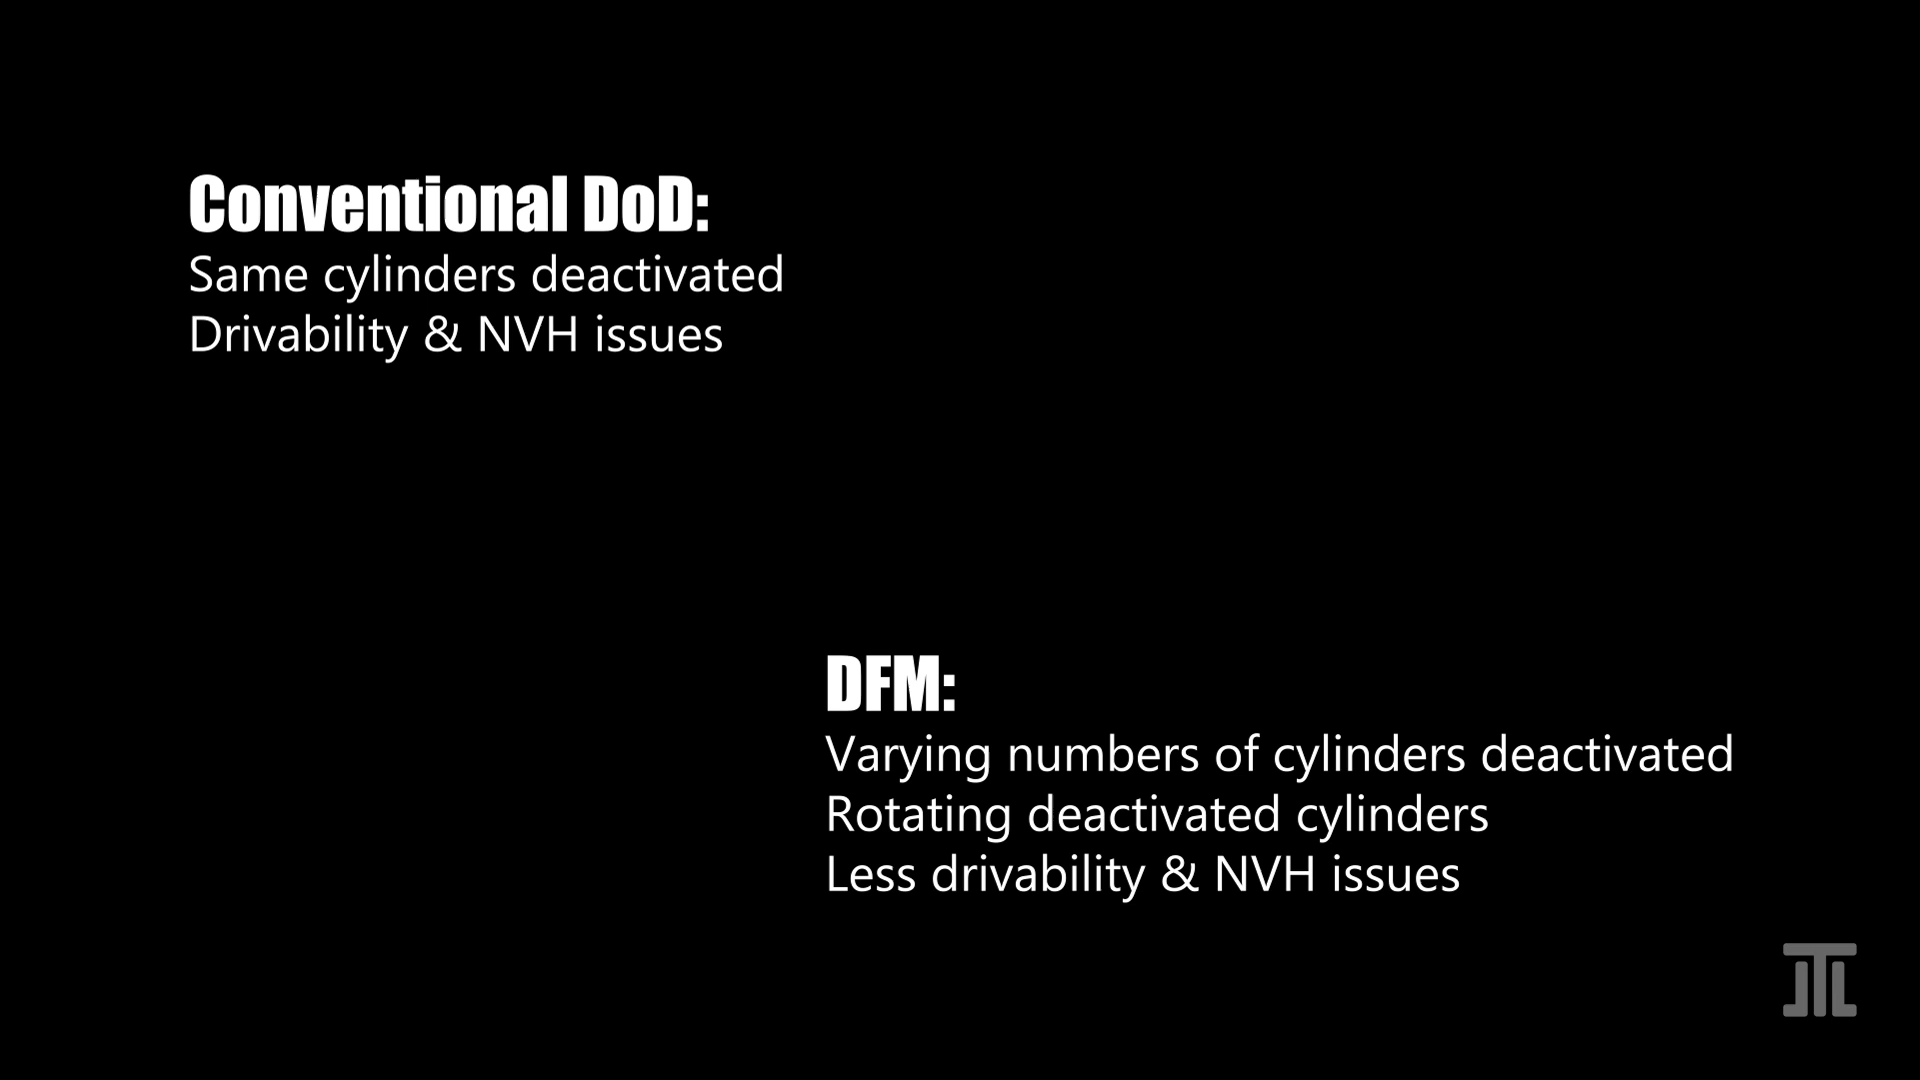 Conventional DoD:
Same cylinders deactivated
Drivability & NVH issues
DFM:
Varying numbers of cylinders deactivated
Rotating deactivated cylinders
Less drivability & NVH issues